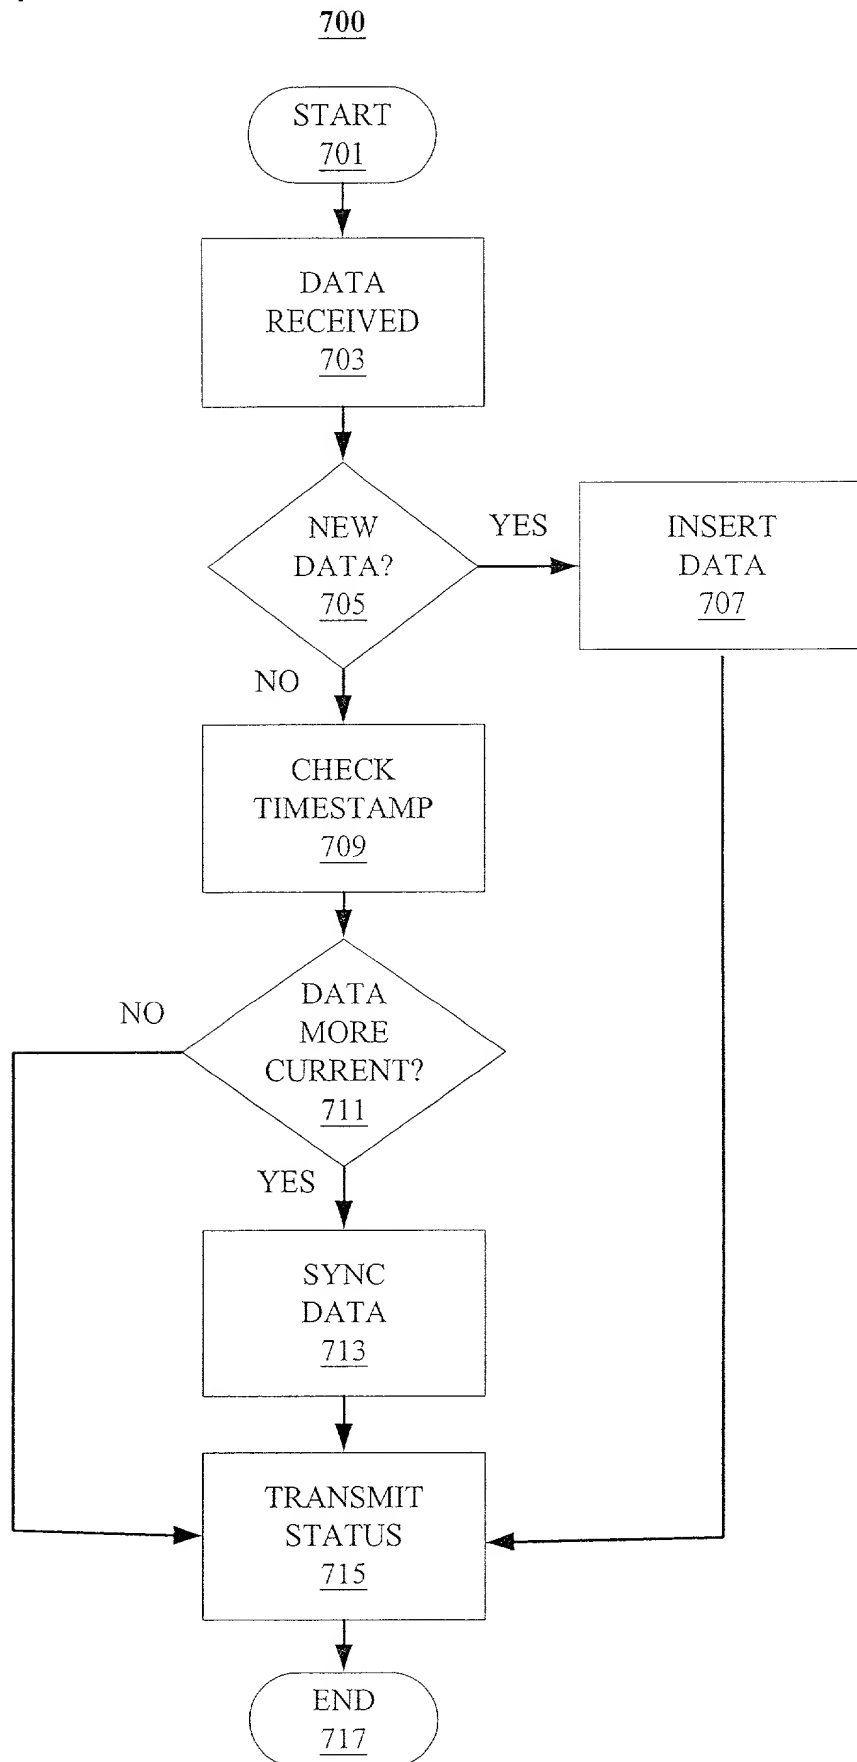 700
START
701
DATA
RECEIVED
703
NEW
DATA?
705
YES
INSERT
DATA
707
NO
CHECK
TIMESTAMP
709
NO
DATA
MORE
CURRENT?
711
YES
SYNC
DATA
713
TRANSMIT
STATUS
715
END
717